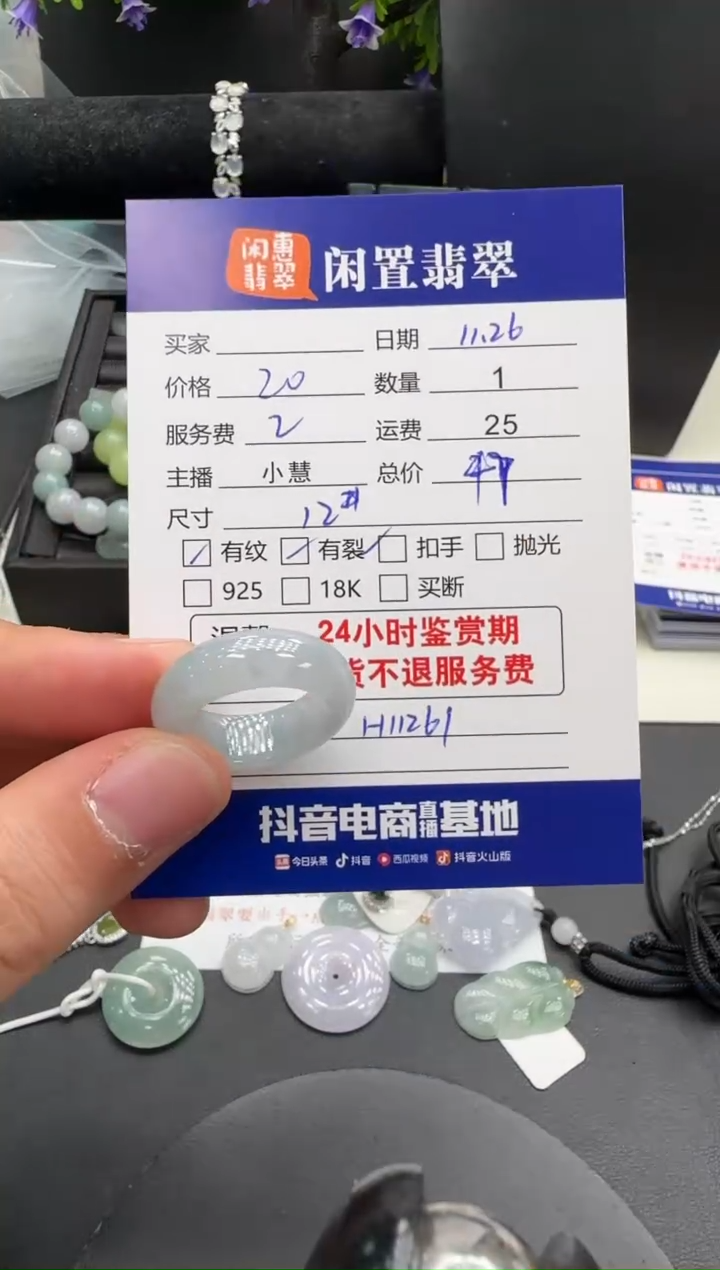 闲惠翡翠 闲置翡翠
买家 日期 11.26
价格 20 数量 1
服务费 2 运费 25
主播 小慧 总价 47
尺寸 12#
有纹 有裂 扣手 抛光
925 18K 买断
24小时鉴赏期
货不退服务费
H11261
抖音电商直播基地
今日头条 抖音 西瓜视频 抖音火山版